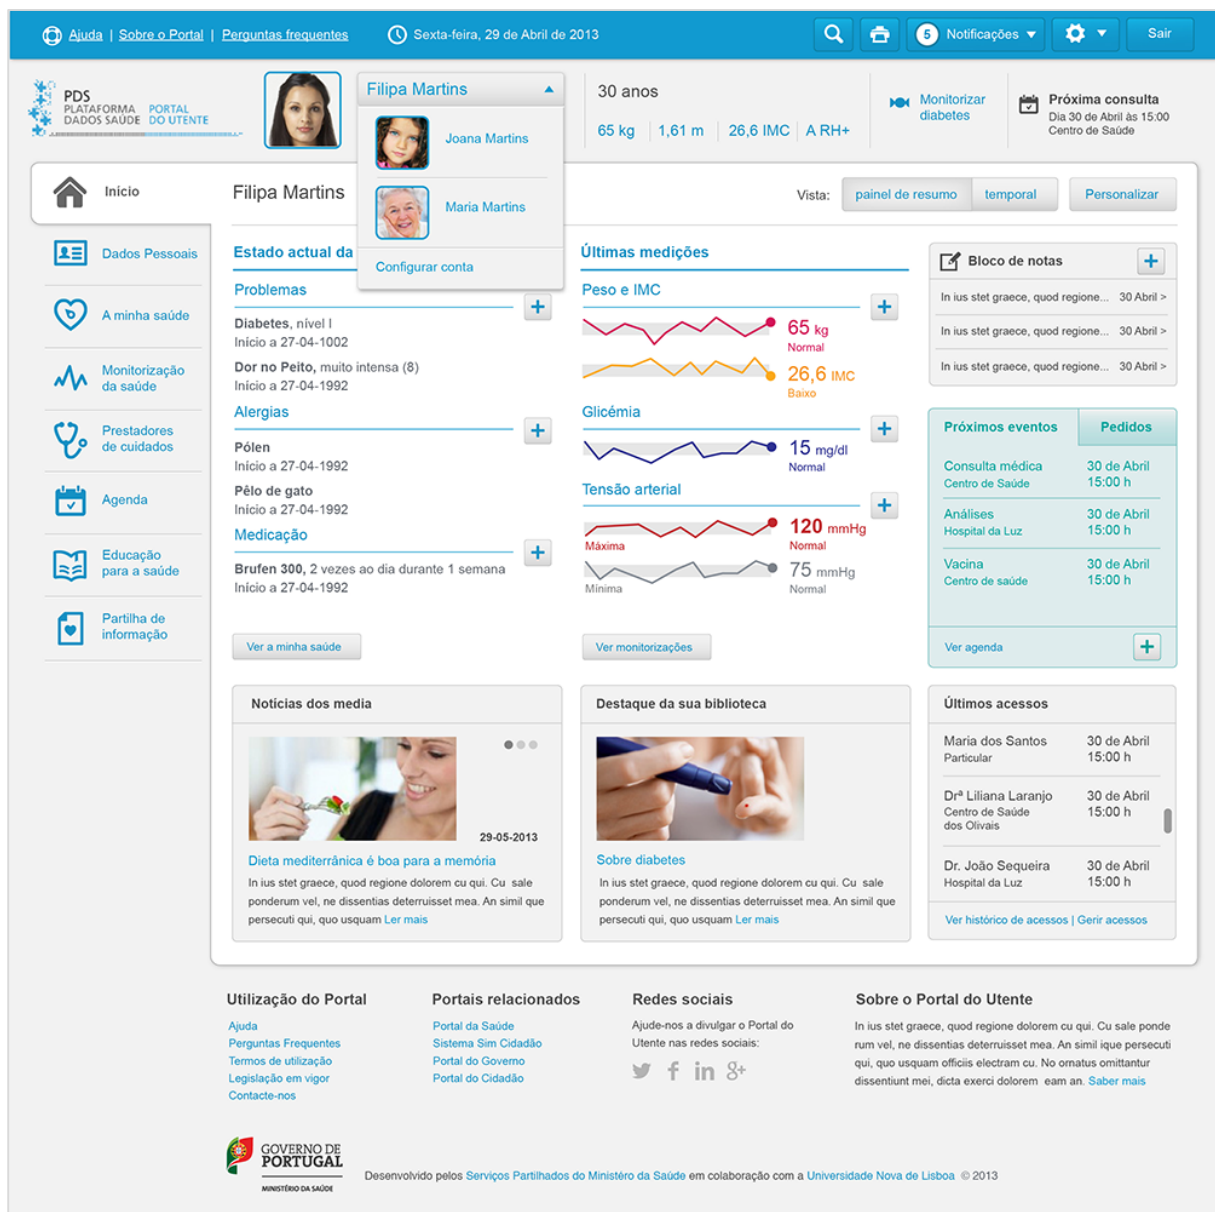 Ajuda | Sobre o Portal | Perguntas frequentes
Sexta-feira, 29 de Abril de 2013
5 Notificações
Sair
PDS
PLATAFORMA
DADOS SAÚDE
PORTAL
DO UTENTE
Filipa Martins
Joana Martins
Maria Martins
Configurar conta
30 anos
65 kg
1,61 m
26,6 IMC
A RH+
Monitorizar
diabetes
Próxima consulta
Dia 30 de Abril às 15:00
Centro de Saúde
Início
Dados Pessoais
A minha saúde
Monitorização
da saúde
Prestadores
de cuidados
Agenda
Educação
para a saúde
Partilha de
informação
Filipa Martins
Vista:
painel de resumo
temporal
Personalizar
Estado actual da
Problemas
Diabetes, nível I
Início a 27-04-1002
Dor no Peito, muito intensa (8)
Início a 27-04-1992
Alergias
Pólen
Início a 27-04-1992
Pêlo de gato
Início a 27-04-1992
Medicação
Brufen 300, 2 vezes ao dia durante 1 semana
Início a 27-04-1992
Ver a minha saúde
Últimas medições
Peso e IMC
65 kg
Normal
26,6 IMC
Baixo
Glicémia
15 mg/dl
Normal
Tensão arterial
120 mmHg
Máxima
Normal
75 mmHg
Mínima
Normal
Ver monitorizações
Bloco de notas
In ius stet graece, quod regione... 30 Abril >
In ius stet graece, quod regione... 30 Abril >
In ius stet graece, quod regione... 30 Abril >
Próximos eventos
Pedidos
Consulta médica 30 de Abril
Centro de Saúde 15:00 h
Análises 30 de Abril
Hospital da Luz 15:00 h
Vacina 30 de Abril
Centro de saúde 15:00 h
Ver agenda
Notícias dos media
29-05-2013
Dieta mediterrânica é boa para a memória
In ius stet graece, quod regione dolorem cu qui. Cu sale
ponderum vel, ne dissentias deterruisset mea. An simil que
persecuti qui, quo usquam Ler mais
Destaque da sua biblioteca
Sobre diabetes
In ius stet graece, quod regione dolorem cu qui. Cu sale
ponderum vel, ne dissentias deterruisset mea. An simil que
persecuti qui, quo usquam Ler mais
Últimos acessos
Maria dos Santos 30 de Abril
Particular 15:00 h
Drª Liliana Laranjo 30 de Abril
Centro de Saúde 15:00 h
dos Olivais
Dr. João Sequeira 30 de Abril
Hospital da Luz 15:00 h
Ver histórico de acessos | Gerir acessos
Utilização do Portal
Ajuda
Perguntas Frequentes
Termos de utilização
Legislação em vigor
Contacte-nos
Portais relacionados
Portal da Saúde
Sistema Sim Cidadão
Portal do Governo
Portal do Cidadão
Redes sociais
Ajude-nos a divulgar o Portal do
Utente nas redes sociais:
Sobre o Portal do Utente
In ius stet graece, quod regione dolorem cu qui. Cu sale ponde
rum vel, ne dissentias deterruisset mea. An simil ique persecuti
qui, quo usquam officiis electram cu. No ornatus omittantur
dissentiunt mei, dicta exerci dolorem eam an. Saber mais
GOVERNO DE
PORTUGAL
MINISTÉRIO DA SAÚDE
Desenvolvido pelos Serviços Partilhados do Ministéro da Saúde em colaboração com a Universidade Nova de Lisboa © 2013